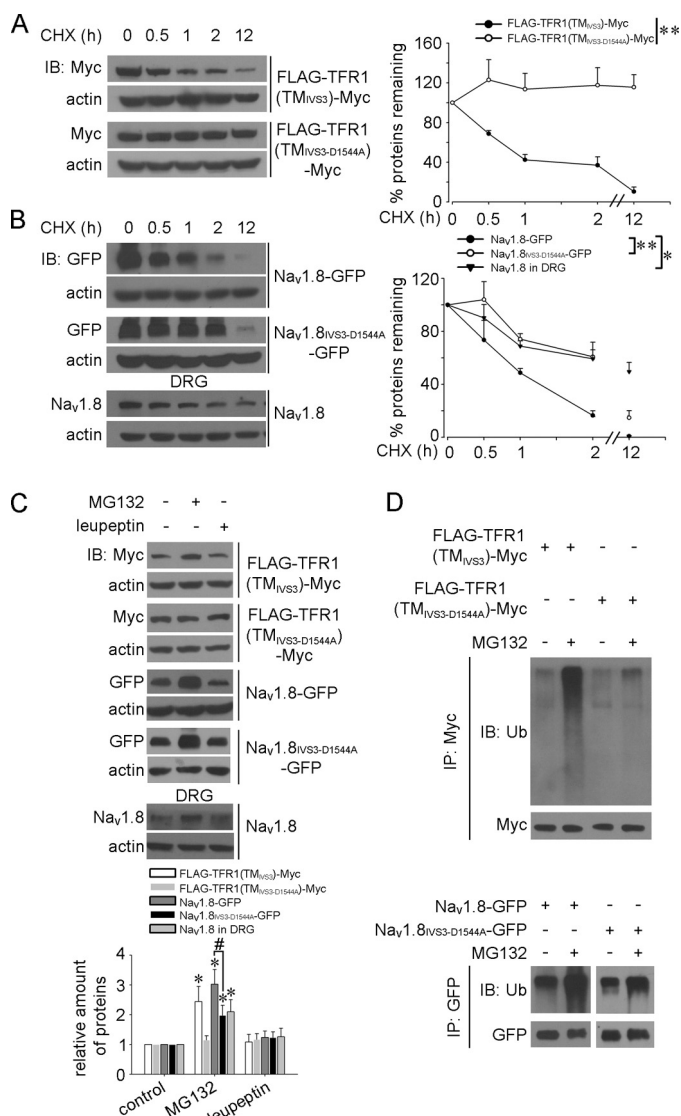 A
CHX (h) 0 0.5 1 2 12
IB: Myc
actin
FLAG-TFR1
(TMIVS3)-Myc
Myc
actin
FLAG-TFR1
(TMIVS3-D1544A)
-Myc
FLAG-TFR1(TMIVS3)-Myc
FLAG-TFR1(TMIVS3-D1544A)-Myc
**
% proteins remaining
160
120
80
40
0
0 0.5 1 2 12
CHX (h)
B
CHX (h) 0 0.5 1 2 12
IB: GFP
actin
Nav1.8-GFP
GFP
actin
Nav1.8IVS3-D1544A
-GFP
DRG
Nav1.8
actin
Nav1.8
Nav1.8-GFP
Nav1.8IVS3-D1544A-GFP
Nav1.8 in DRG
** *
% proteins remaining
120
80
40
0
0 0.5 1 2 12
CHX (h)
C
MG132 - + -
leupeptin - - +
IB: Myc
actin
FLAG-TFR1
(TMIVS3)-Myc
Myc
actin
FLAG-TFR1
(TMIVS3-D1544A)
-Myc
GFP
actin
Nav1.8-GFP
GFP
actin
Nav1.8IVS3-D1544A
-GFP
DRG
Nav1.8
actin
Nav1.8
FLAG-TFR1(TMIVS3)-Myc
FLAG-TFR1(TMIVS3-D1544A)-Myc
Nav1.8-GFP
Nav1.8IVS3-D1544A-GFP
Nav1.8 in DRG
relative amount
of proteins
4
3
2
1
0
#
* * * *
control
MG132
leupeptin
D
FLAG-TFR1
(TMIVS3)-Myc + + - -
FLAG-TFR1
(TMIVS3-D1544A)-Myc - - + +
MG132 - + - +
IP: Myc
IB: Ub
Myc
Nav1.8-GFP + + - -
Nav1.8IVS3-D1544A-GFP - - + +
MG132 - + - +
IP: GFP
IB: Ub
GFP